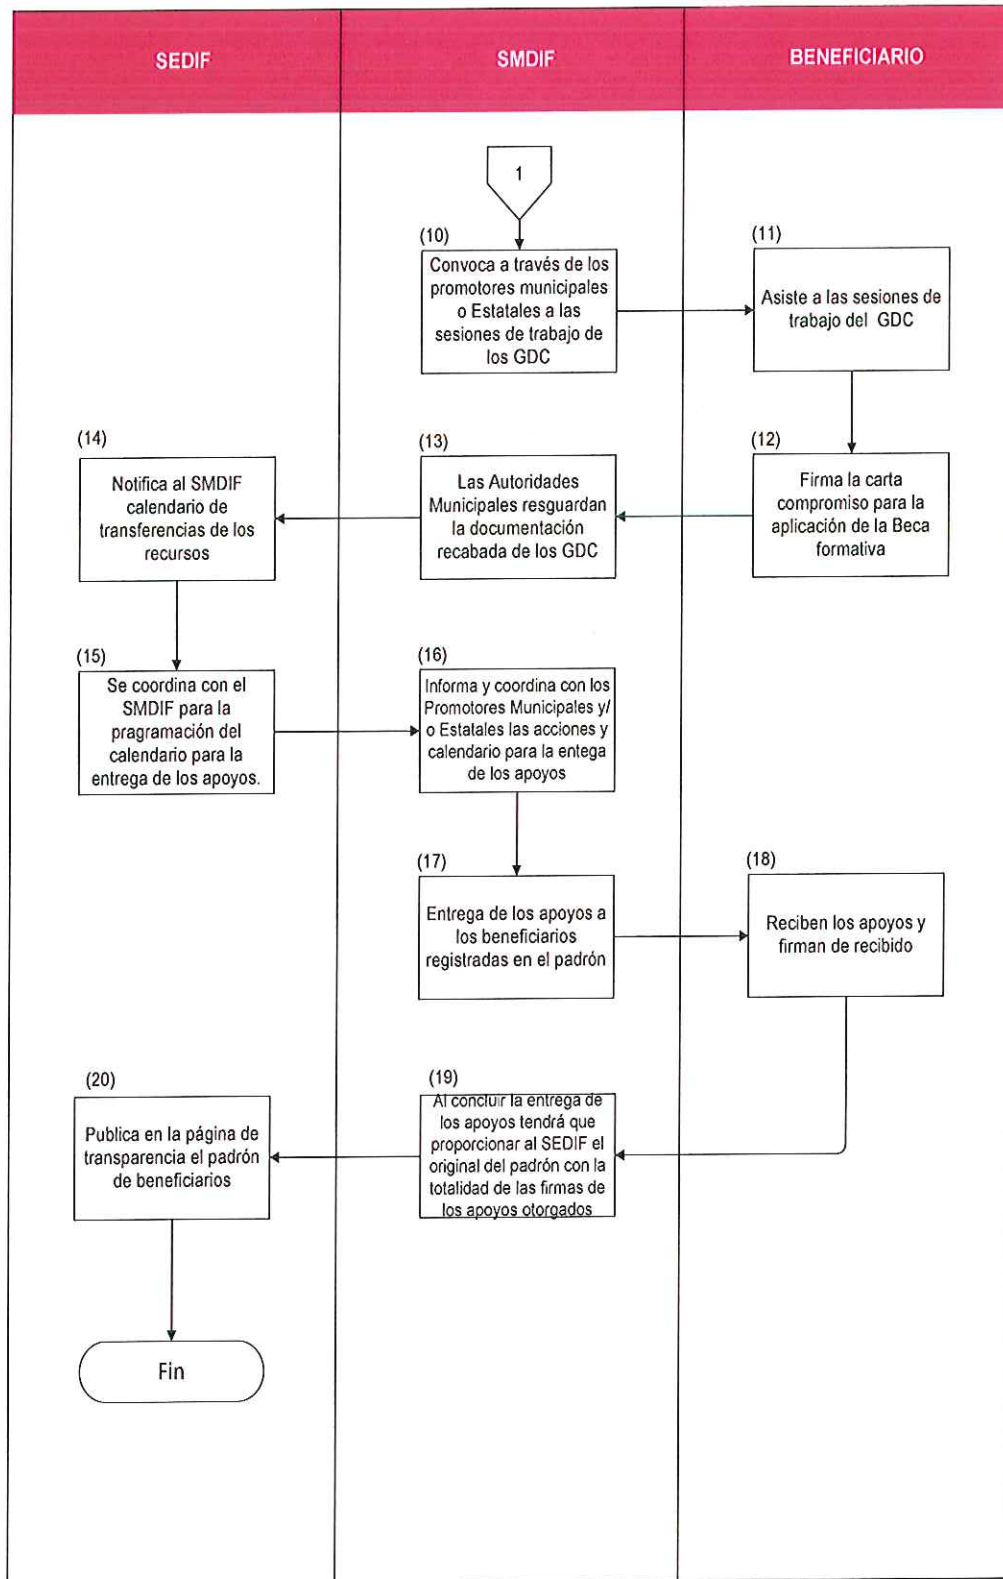 SEDIF
SMDIF
BENEFICIARIO
1
(10)
Convoca a través de los
promotores municipales
o Estatales a las
sesiones de trabajo de
los GDC
(11)
Asiste a las sesiones de
trabajo del GDC
(12)
Firma la carta
compromiso para la
aplicación de la Beca
formativa
(13)
Las Autoridades
Municipales resguardan
la documentación
recabada de los GDC
(14)
Notifica al SMDIF
calendario de
transferencias de los
recursos
(15)
Se coordina con el
SMDIF para la
pragramación del
calendario para la
entrega de los apoyos.
(16)
Informa y coordina con los
Promotores Municipales y/
o Estatales las acciones y
calendario para la entega
de los apoyos
(17)
Entrega de los apoyos a
los beneficiarios
registradas en el padrón
(18)
Reciben los apoyos y
firman de recibido
(19)
Al concluir la entrega de
los apoyos tendrá que
proporcionar al SEDIF el
original del padrón con la
totalidad de las firmas de
los apoyos otorgados
(20)
Publica en la página de
transparencia el padrón
de beneficiarios
Fin